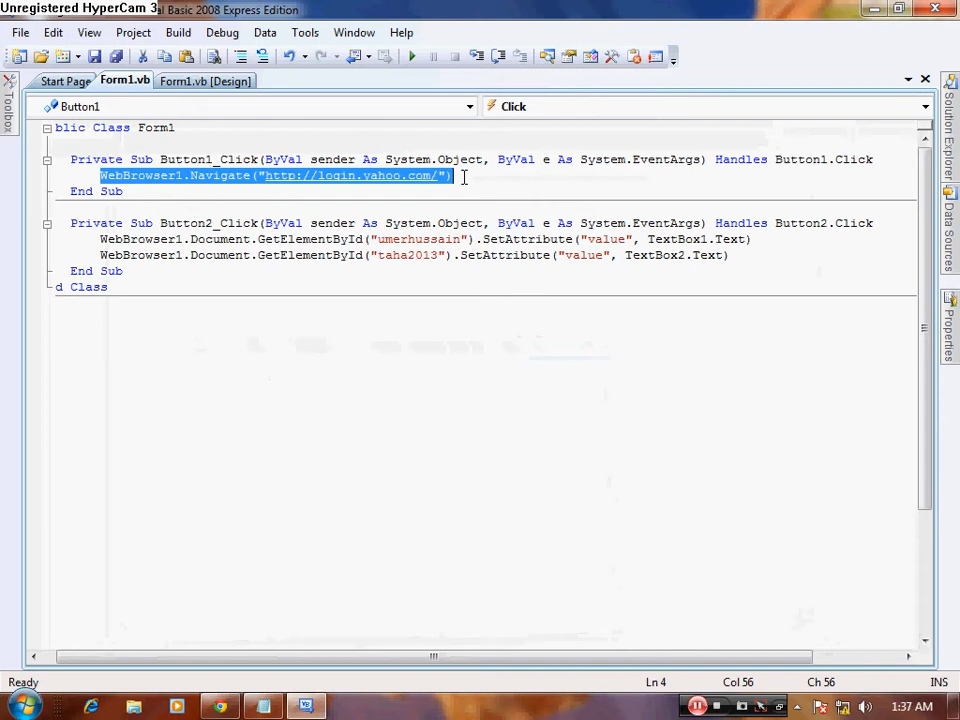 Unregistered HyperCam 3
al Basic 2008 Express Edition
File Edit View Project Build Debug Data Tools Window Help
Start Page Form1.vb Form1.vb [Design]
Toolbox
Button1 Click
blic Class Form1
Private Sub Button1_Click(ByVal sender As System.Object, ByVal e As System.EventArgs) Handles Button1.Click
WebBrowser1.Navigate("http://login.yahoo.com/")
End Sub
Private Sub Button2_Click(ByVal sender As System.Object, ByVal e As System.EventArgs) Handles Button2.Click
WebBrowser1.Document.GetElementById("umerhussain").SetAttribute("value", TextBox1.Text)
WebBrowser1.Document.GetElementById("taha2013").SetAttribute("value", TextBox2.Text)
End Sub
d Class
Solution Explorer
Data Sources
Properties
Ready Ln 4 Col 56 Ch 56 INS
1:37 AM